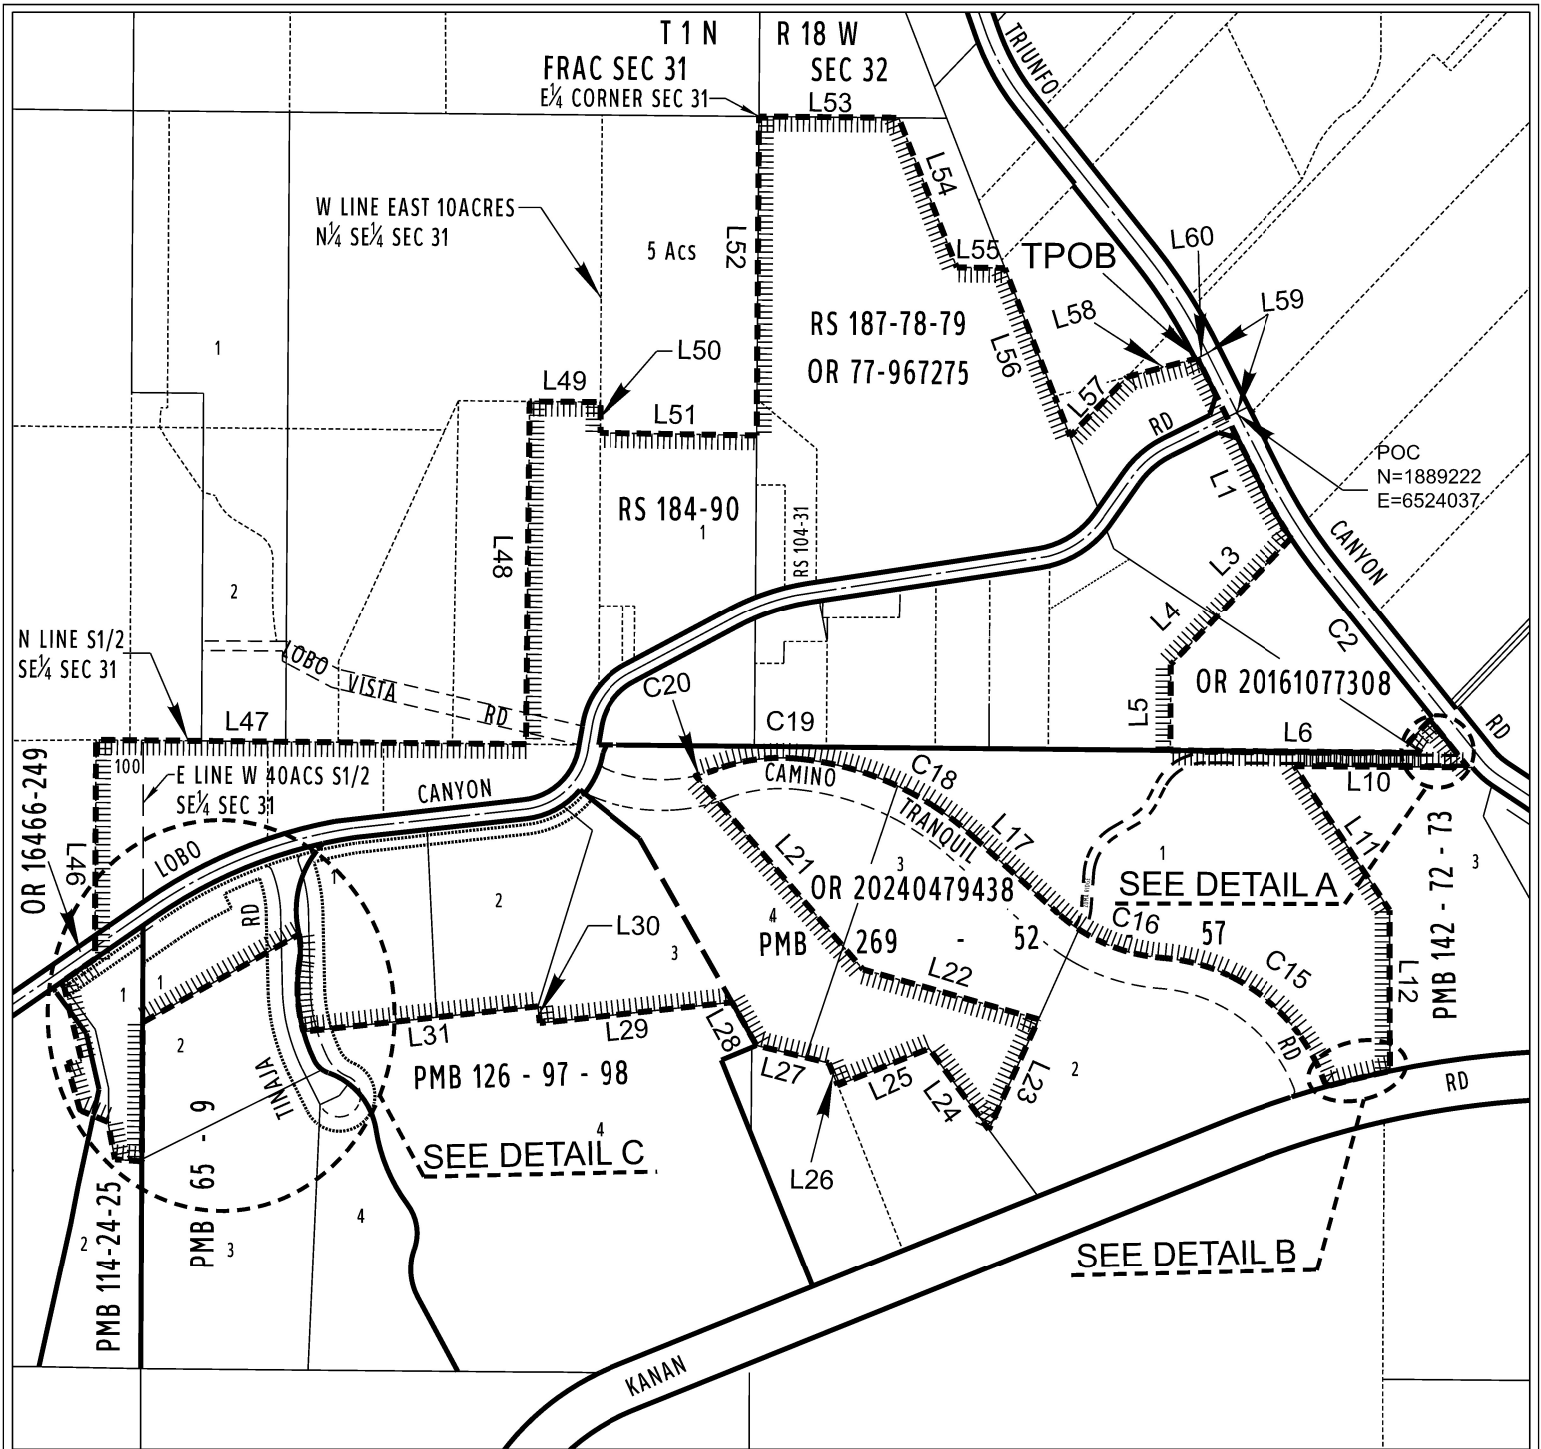 T 1 N R 18 W
FRAC SEC 31 SEC 32
E¼ CORNER SEC 31
L53
TRIUNFO
L54
W LINE EAST 10ACRES
N½ SE¼ SEC 31
5 Acs
L52
L55
TPOB
L60
L59
L58
RS 187-78-79
OR 77-967275
L56
L57
1
L50
L49
L51
RD
POC
N=1889222
E=6524037
L1
RS 184-90
1
RS 104-31
L48
CANYON
L3
L4
2
C2
N LINE S1/2
SE¼ SEC 31
LOBO
VISTA
RD
C20
OR 20161077308
L5
L47
C19
L6
RD
100
E LINE W 40ACS S1/2
SE¼ SEC 31
CANYON
CAMINO
C18
L10
OR 16466-249
L46
LOBO
TRANQUIL
L17
L11
PMB 142 - 72 - 73
L21
3
1
3
1
OR 20240479438
SEE DETAIL A
2
RD
4
PMB 269 - 52
C16
57
L30
3
L22
C15
L12
1
1
L31
L29
L28
2
RD
L27
L25
L24
L23
2
RD
PMB 126 - 97 - 98
TINAJA
4
SEE DETAIL C
L26
PMB 114-24-25
PMB 65 - 9
2
3
4
SEE DETAIL B
KANAN